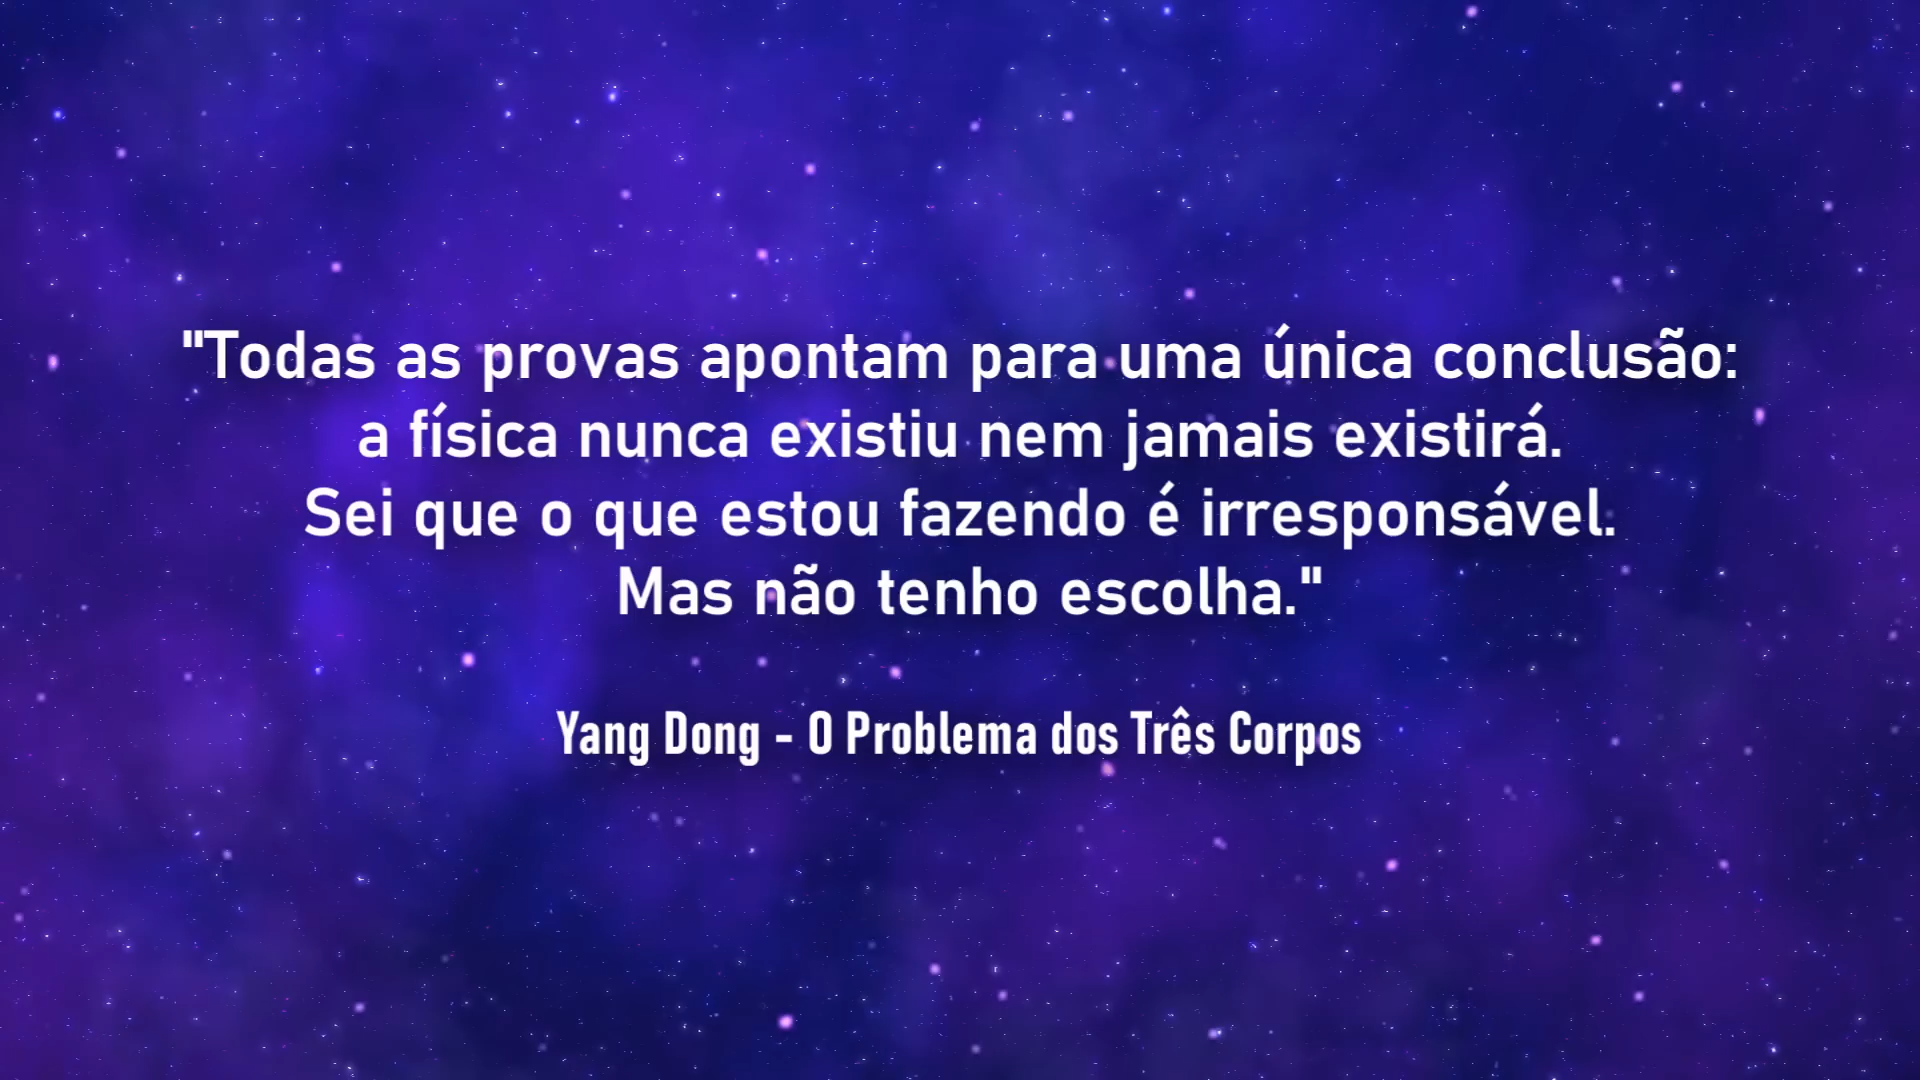 "Todas as provas apontam para uma única conclusão:
a física nunca existiu nem jamais existirá.
Sei que o que estou fazendo é irresponsável.
Mas não tenho escolha."
Yang Dong - O Problema dos Três Corpos